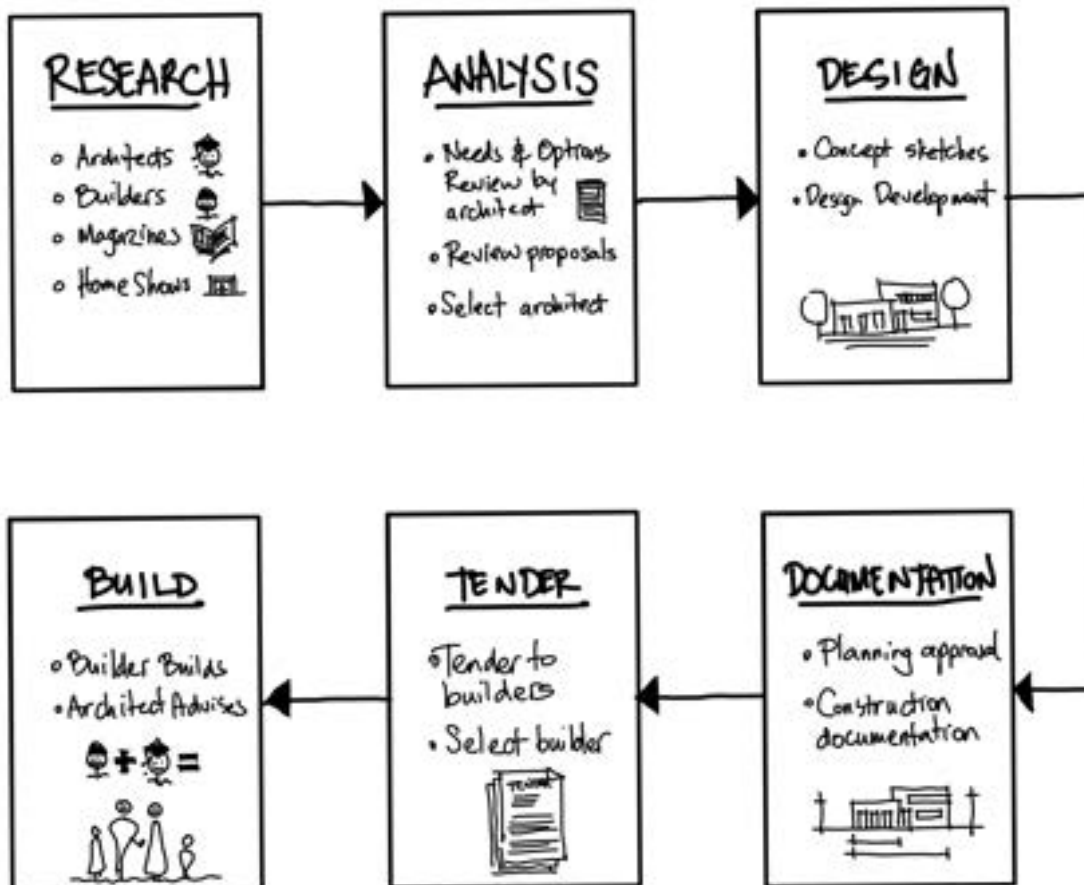 RESEARCH
Architects
Builders
Magazines
Home Shows
ANALYSIS
Needs & Options
Review by
architect
Review proposals
Select architect
DESIGN
Concept sketches
Design Development
DOCUMENTATION
Planning approval
Construction
documentation
TENDER
Tender to
builders
Select builder
TENDER
BUILD
Builder Builds
Architect Advises
+ =